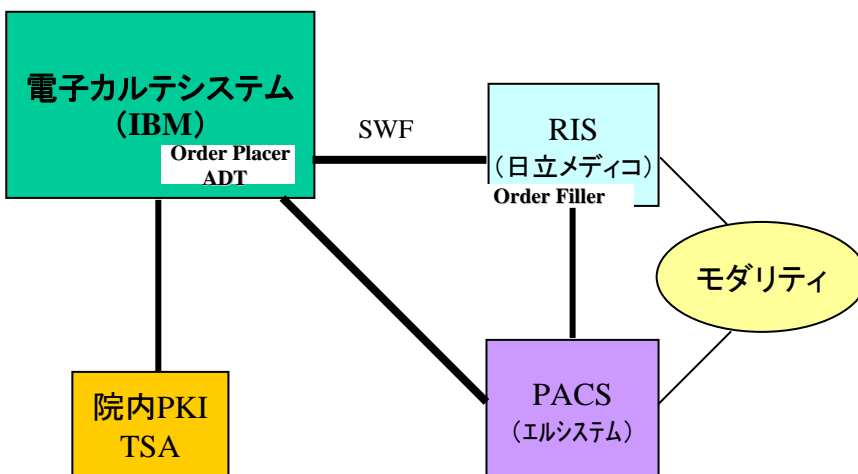 電子カルテシステム
（IBM）
Order Placer
ADT
SWF
RIS
（日立メディコ）
Order Filler
モダリティ
院内PKI
TSA
PACS
（エルシステム）